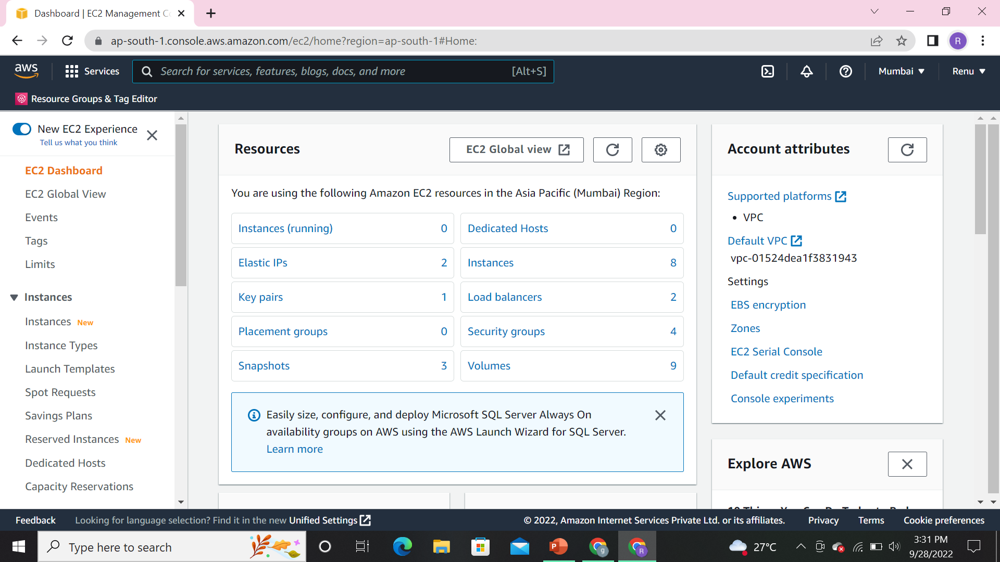 Dashboard | EC2 Management Co
ap-south-1.console.aws.amazon.com/ec2/home?region=ap-south-1#Home:
R
aws
Services
Search for services, features, blogs, docs, and more
[Alt+S]
Mumbai
Renu
Resource Groups & Tag Editor
New EC2 Experience
Tell us what you think
EC2 Dashboard
EC2 Global View
Events
Tags
Limits
Instances
Instances New
Instance Types
Launch Templates
Spot Requests
Savings Plans
Reserved Instances New
Dedicated Hosts
Capacity Reservations
Resources
EC2 Global view
You are using the following Amazon EC2 resources in the Asia Pacific (Mumbai) Region:
Instances (running) 0
Dedicated Hosts 0
Elastic IPs 2
Instances 8
Key pairs 1
Load balancers 2
Placement groups 0
Security groups 4
Snapshots 3
Volumes 9
Easily size, configure, and deploy Microsoft SQL Server Always On
availability groups on AWS using the AWS Launch Wizard for SQL Server.
Learn more
Account attributes
Supported platforms
• VPC
Default VPC
vpc-01524dea1f3831943
Settings
EBS encryption
Zones
EC2 Serial Console
Default credit specification
Console experiments
Explore AWS
Feedback
Looking for language selection? Find it in the new Unified Settings
© 2022, Amazon Internet Services Private Ltd. or its affiliates.
Privacy
Terms
Cookie preferences
Type here to search
P
g
R
27°C
3:31 PM
9/28/2022